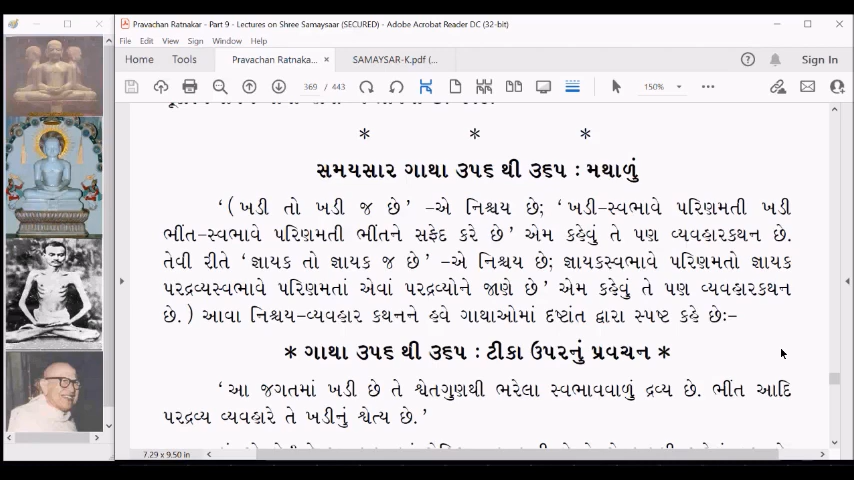 Pravachan Ratnakar - Part 9 - Lectures on Shree Samaysaar (SECURED) - Adobe Acrobat Reader DC (32-bit)
File Edit View Sign Window Help
Home Tools Pravachan Ratnaka... × SAMAYSAR-K.pdf (... Sign In
369 / 443 150%
* * *
સમયસાર ગાથા ૩૫૬ થી ૩૬૫ : મથાળું
‘(ખડી તો ખડી જ છે’ -એ નિશ્ચય છે; ‘ખડી-સ્વભાવે પરિણમતી ખડી
ભીંત-સ્વભાવે પરિણમતી ભીંતને સફેદ કરે છે’ એમ કહેવું તે પણ વ્યવહારકથન છે.
તેવી રીતે ‘જ્ઞાયક તો જ્ઞાયક જ છે’ -એ નિશ્ચય છે; જ્ઞાયકસ્વભાવે પરિણમતો જ્ઞાયક
પરદ્રવ્યસ્વભાવે પરિણમતાં એવાં પરદ્રવ્યોને જાણે છે’ એમ કહેવું તે પણ વ્યવહારકથન
છે.) આવા નિશ્ચય-વ્યવહાર કથનને હવે ગાથાઓમાં દષ્ટાંત દ્વારા સ્પષ્ટ કહે છેઃ-
* ગાથા ૩૫૬ થી ૩૬૫ : ટીકા ઉપરનું પ્રવચન *
‘આ જગતમાં ખડી છે તે શ્વેતગુણથી ભરેલા સ્વભાવવાળું દ્રવ્ય છે. ભીંત આદિ
પરદ્રવ્ય વ્યવહારે તે ખડીનું શ્વેત્ય છે.’
7.29 x 9.50 in